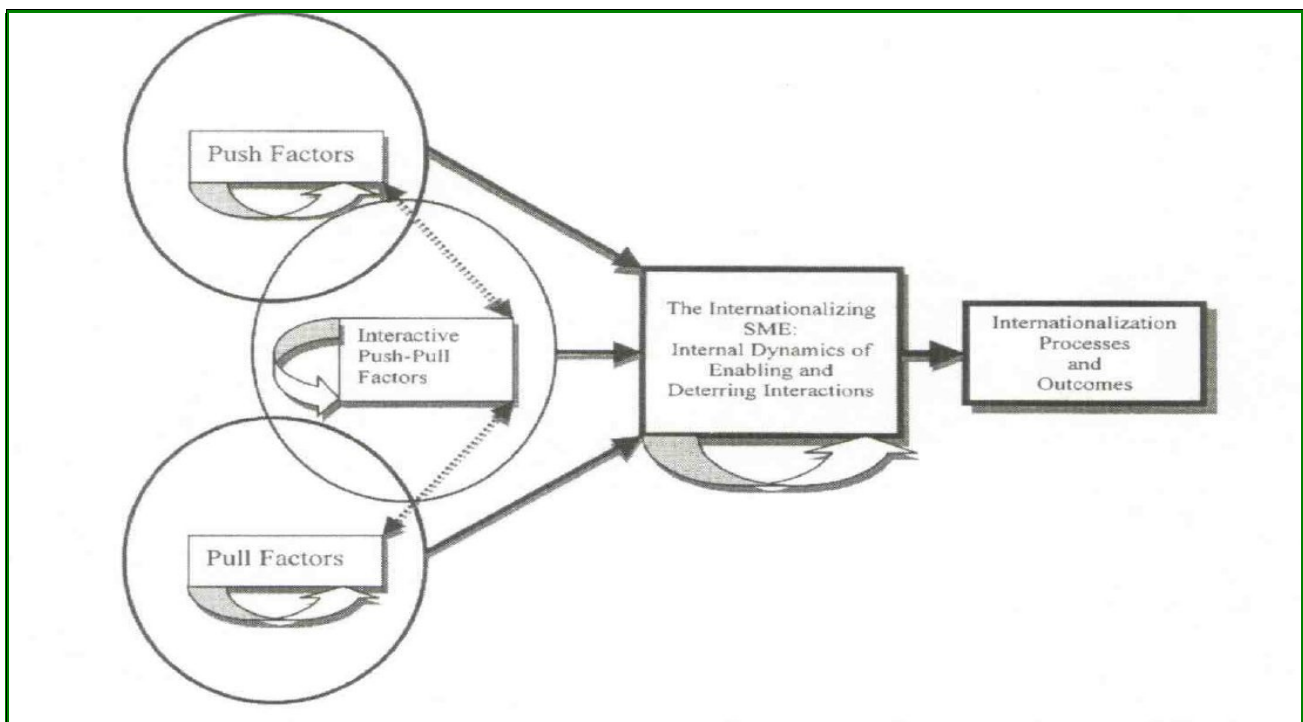 Push Factors
Interactive
Push-Pull
Factors
Pull Factors
The Internationalizing
SME:
Internal Dynamics of
Enabling and
Deterring Interactions
Internationalization
Processes
and
Outcomes